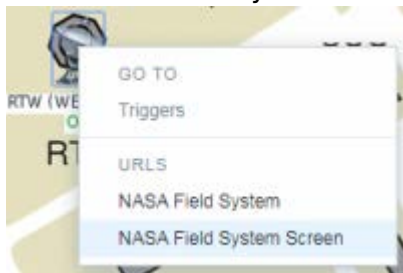 GO TO
RTW (WE
Triggers
O
RT
URLS
NASA Field System
NASA Field System Screen